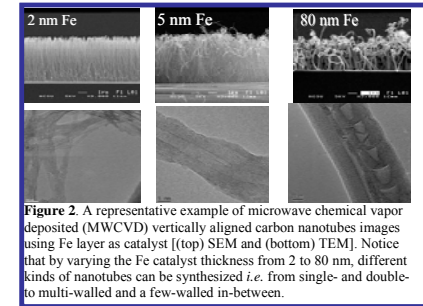 2 nm Fe
5 nm Fe
80 nm Fe
Figure 2. A representative example of microwave chemical vapor
deposited (MWCVD) vertically aligned carbon nanotubes images
using Fe layer as catalyst [(top) SEM and (bottom) TEM]. Notice
that by varying the Fe catalyst thickness from 2 to 80 nm, different
kinds of nanotubes can be synthesized i.e. from single- and double-
to multi-walled and a few-walled in-between.